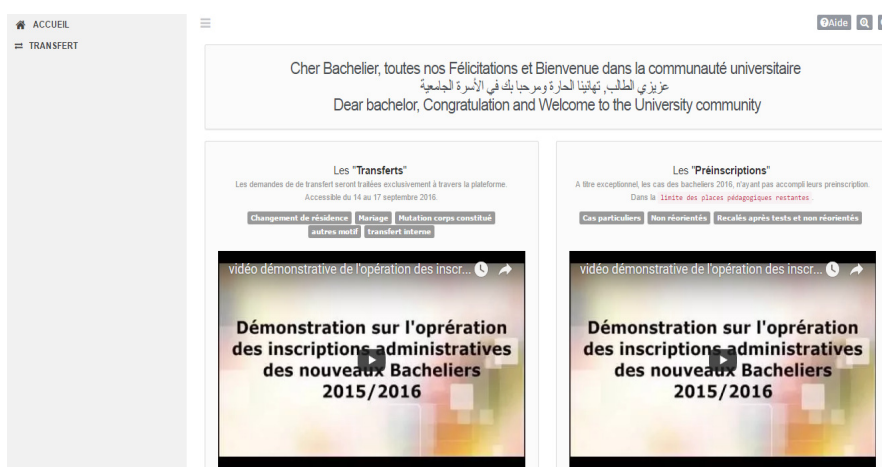 ACCUEIL
TRANSFERT
Aide
Cher Bachelier, toutes nos Félicitations et Bienvenue dans la communauté universitaire
عزيزي الطالب, تهانينا الحارة ومرحبا بك في الأسرة الجامعية
Dear bachelor, Congratulation and Welcome to the University community
Les "Transferts"
Les demandes de de transfert seront traitées exclusivement à travers la plateforme.
Accessible du 14 au 17 septembre 2016.
Changement de résidence Mariage Mutation corps constitué
autres motif transfert interne
vidéo démonstrative de l'opération des inscr...
Démonstration sur l'oprération
des inscriptions administratives
des nouveaux Bacheliers
2015/2016
Les "Préinscriptions"
A titre exceptionnel, les cas des bacheliers 2016, n'ayant pas accompli leurs preinscription.
Dans la limite des places pédagogiques restantes .
Cas particuliers Non réorientés Recalés après tests et non réorientés
vidéo démonstrative de l'opération des inscr...
Démonstration sur l'oprération
des inscriptions administratives
des nouveaux Bacheliers
2015/2016